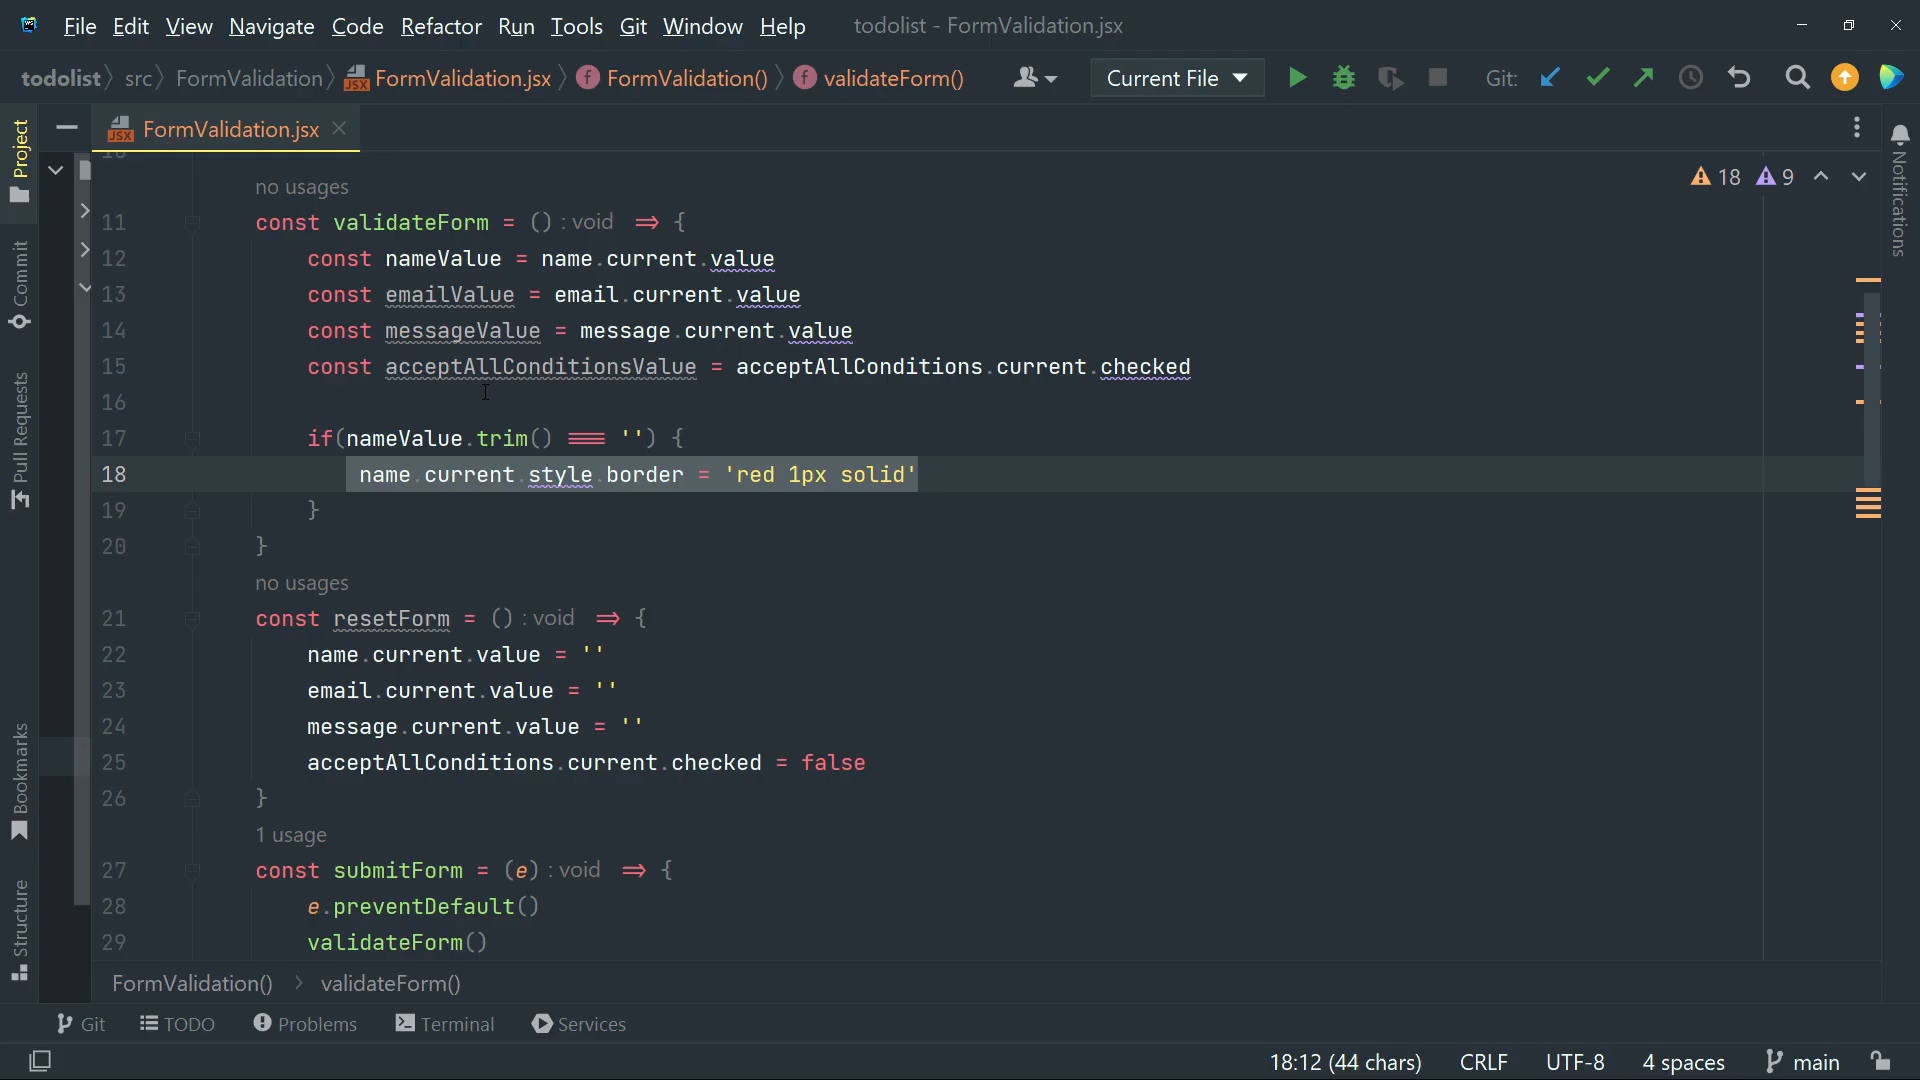 File Edit View Navigate Code Refactor Run Tools Git Window Help todolist - FormValidation.jsx
todolist src FormValidation JSX FormValidation.jsx f FormValidation() f validateForm() Current File Git:
JSX FormValidation.jsx
no usages 18 9
11 const validateForm = () : void => {
12 const nameValue = name.current.value
13 const emailValue = email.current.value
14 const messageValue = message.current.value
15 const acceptAllConditionsValue = acceptAllConditions.current.checked
16
17 if(nameValue.trim() === '') {
18 name.current.style.border = 'red 1px solid'
19 }
20 }
no usages
21 const resetForm = () : void => {
22 name.current.value = ''
23 email.current.value = ''
24 message.current.value = ''
25 acceptAllConditions.current.checked = false
26 }
1 usage
27 const submitForm = (e) : void => {
28 e.preventDefault()
29 validateForm()
FormValidation() validateForm()
Git TODO Problems Terminal Services
18:12 (44 chars) CRLF UTF-8 4 spaces main
Project
Commit
Pull Requests
Bookmarks
Structure
Notifications